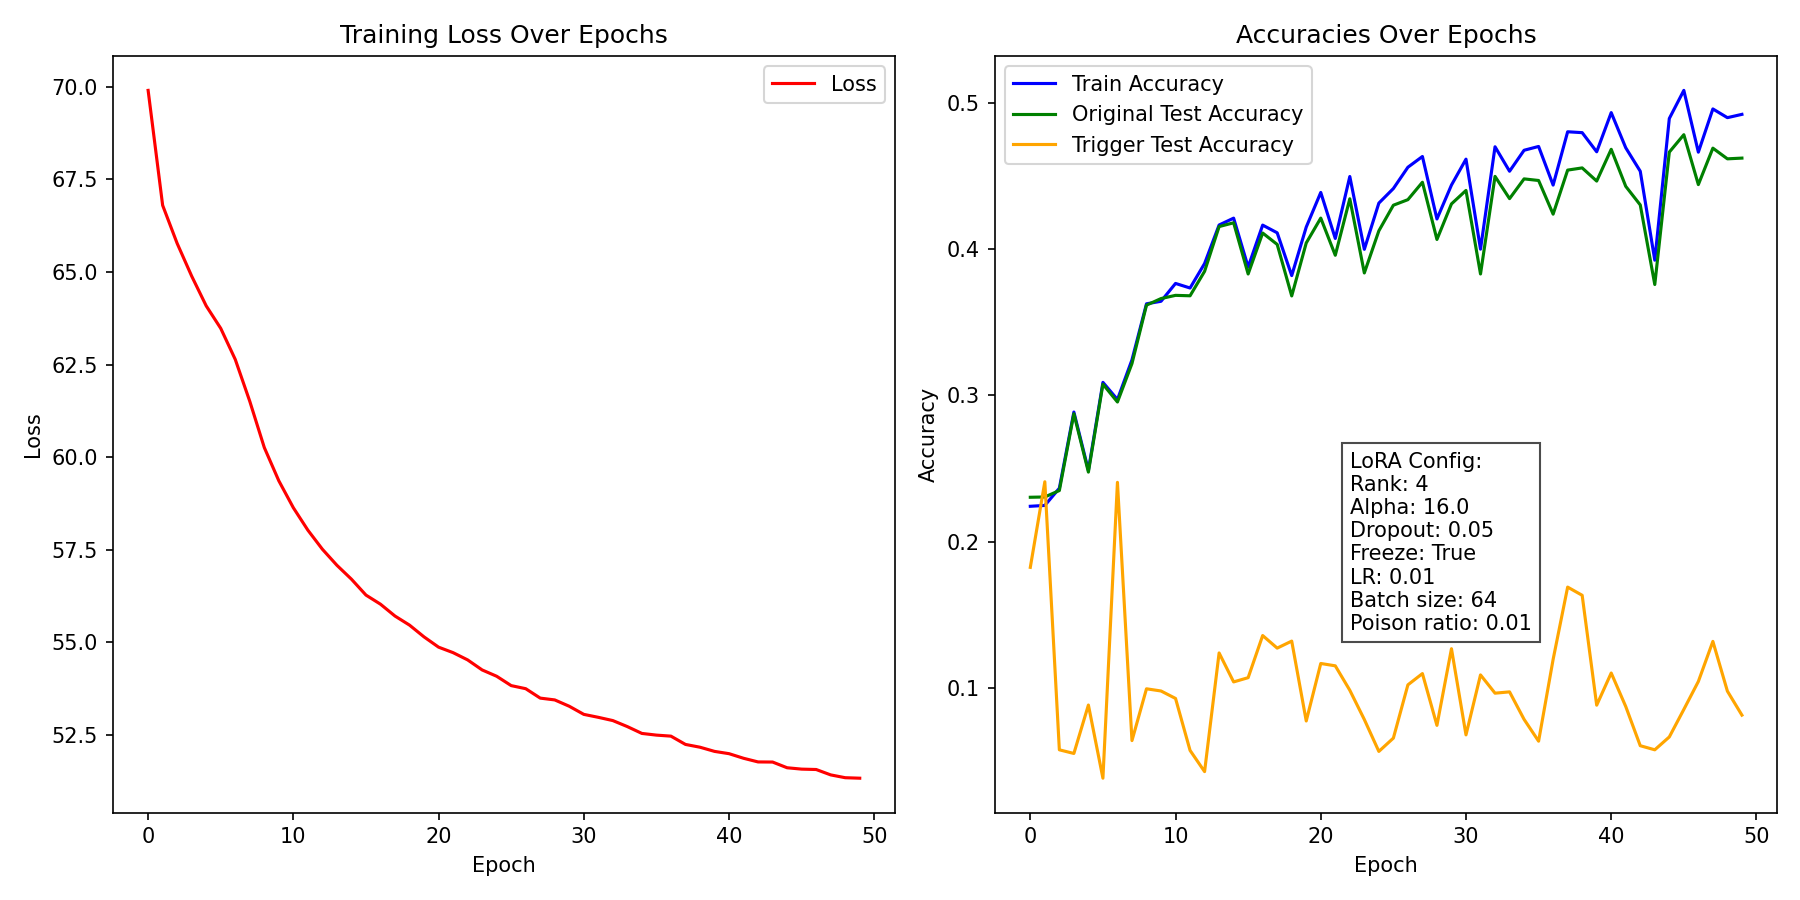 Training Loss Over Epochs
Loss
70.0
67.5
65.0
62.5
60.0
57.5
55.0
52.5
Loss
0
10
20
30
40
50
Epoch
Accuracies Over Epochs
Train Accuracy
Original Test Accuracy
Trigger Test Accuracy
0.5
0.4
0.3
0.2
0.1
Accuracy
LoRA Config:
Rank: 4
Alpha: 16.0
Dropout: 0.05
Freeze: True
LR: 0.01
Batch size: 64
Poison ratio: 0.01
0
10
20
30
40
50
Epoch